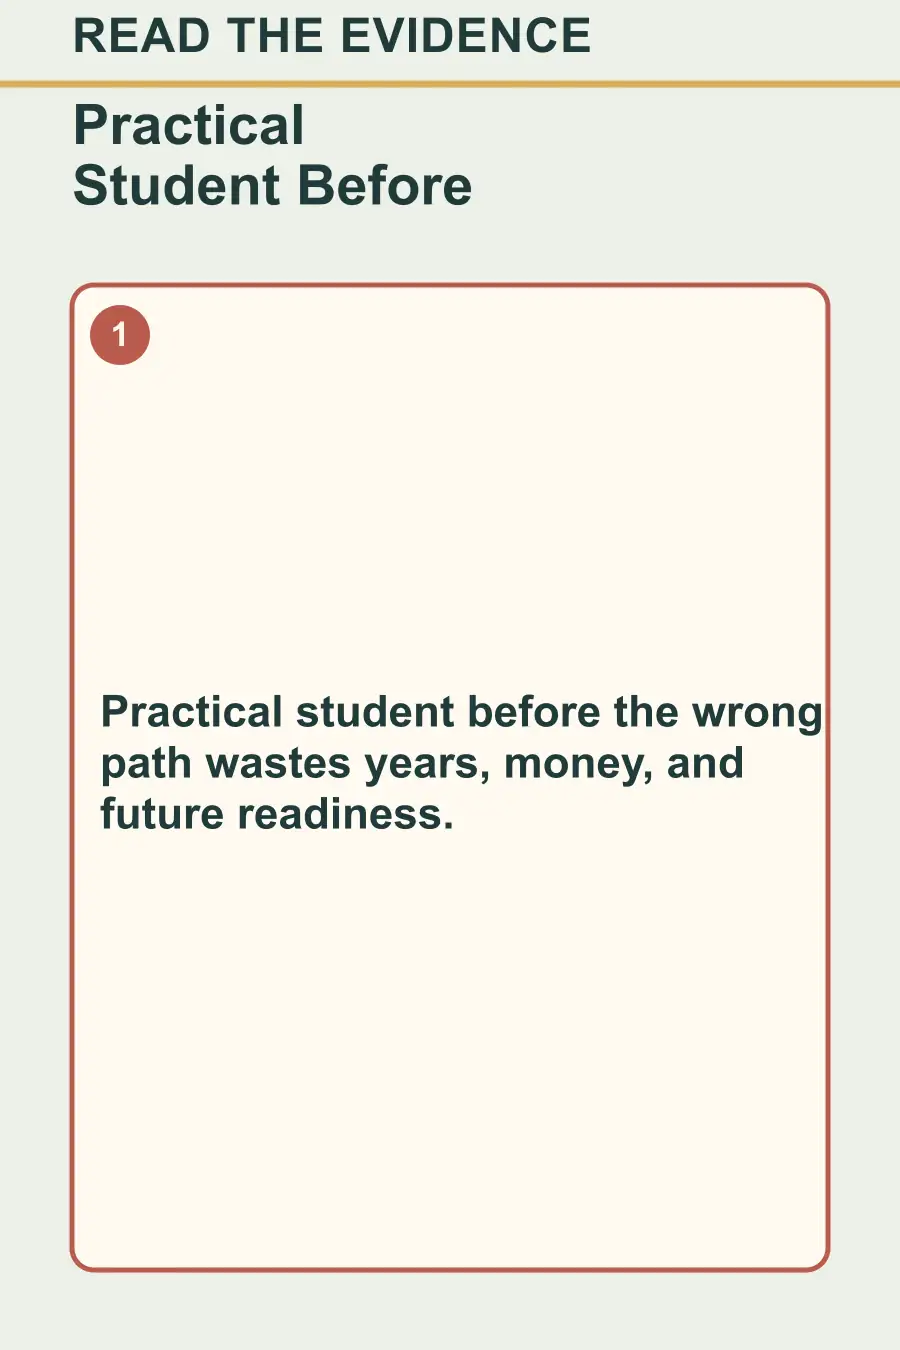 READ THE EVIDENCE
Practical
Student Before
1
Practical student before the wrong
path wastes years, money, and
future readiness.